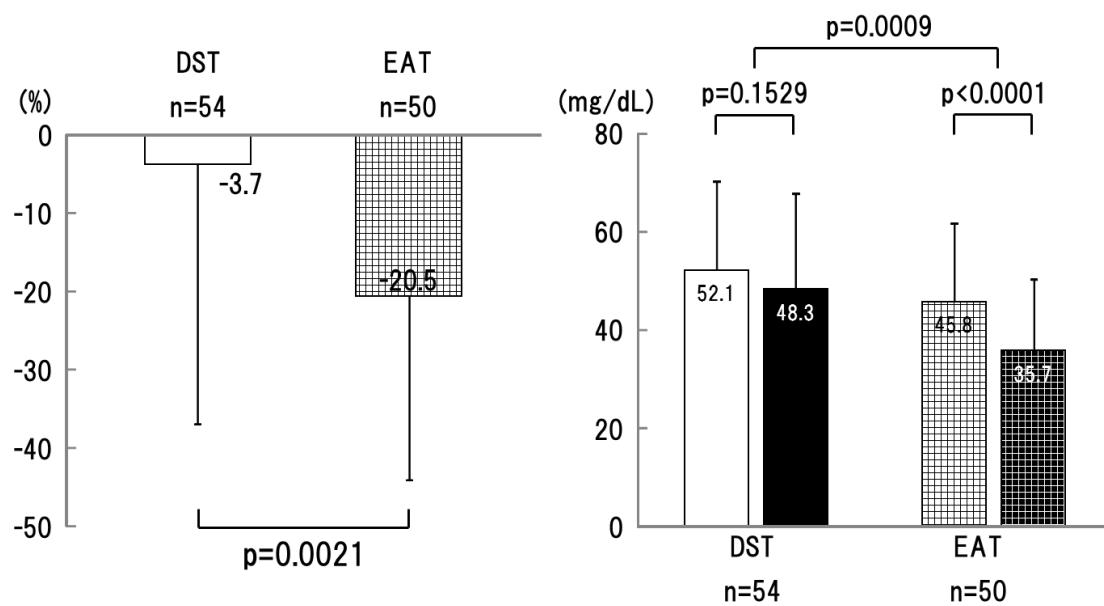 DST
EAT
(%)
n=54
n=50
0
-10
-20
-30
-40
-50
-3.7
-20.5
p=0.0021
p=0.0009
(mg/dL)
p=0.1529
p<0.0001
80
60
40
20
0
52.1
48.3
45.8
35.7
DST
EAT
n=54
n=50